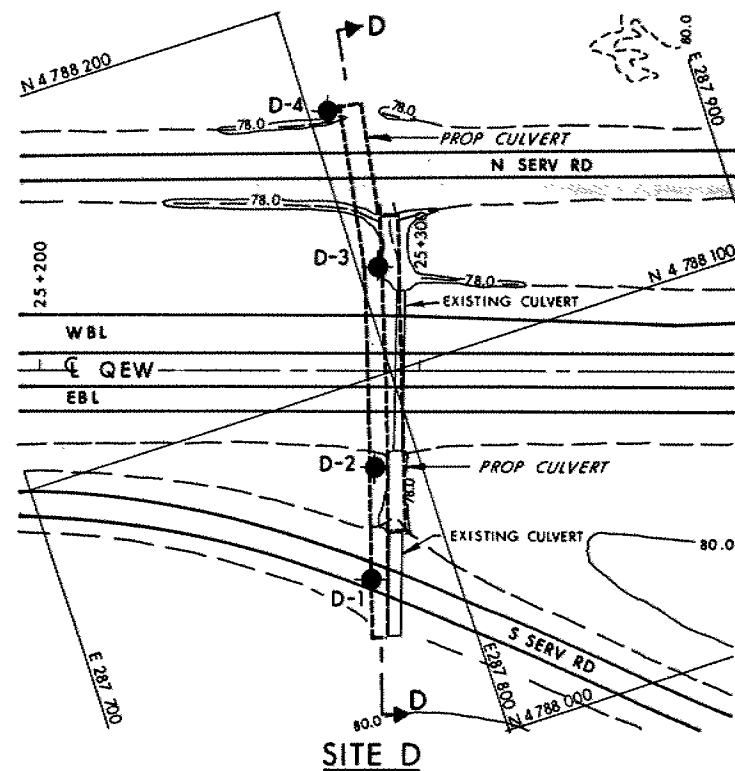 D
80.0
N 4 788 200
E 287 900
D-4
78.0
78.0
PROP CULVERT
N SERV RD
78.0
25+300
D-3
25+200
N 4 788 100
78.0
EXISTING CULVERT
WBL
℄ QEW
EBL
D-2
PROP CULVERT
78.0
EXISTING CULVERT
80.0
D-1
S SERV RD
E 287 700
E 287 800
N 4 788 000
80.0
D
SITE D